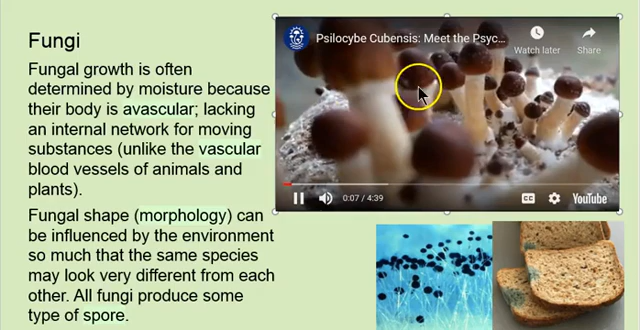 Fungi
Fungal growth is often
determined by moisture because
their body is avascular; lacking
an internal network for moving
substances (unlike the vascular
blood vessels of animals and
plants).
Fungal shape (morphology) can
be influenced by the environment
so much that the same species
may look very different from each
other. All fungi produce some
type of spore.
Psilocybe Cubensis: Meet the Psyc...
Watch later
Share
0:07 / 4:39
CC
YouTube